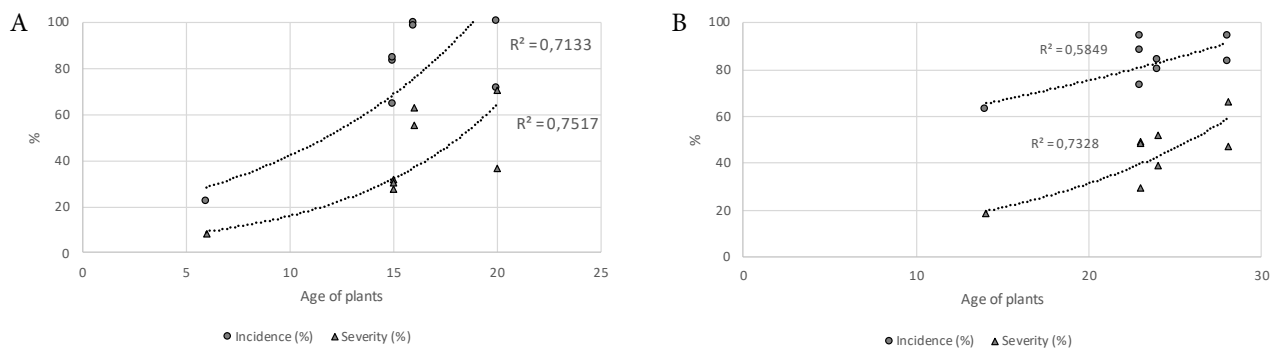 A
100
80
60
40
20
0
%
R² = 0,7133
R² = 0,7517
0 5 10 15 20 25
Age of plants
Incidence (%) Severity (%)
B
100
80
60
40
20
0
%
R² = 0,5849
R² = 0,7328
0 10 20 30
Age of plants
Incidence (%) Severity (%)